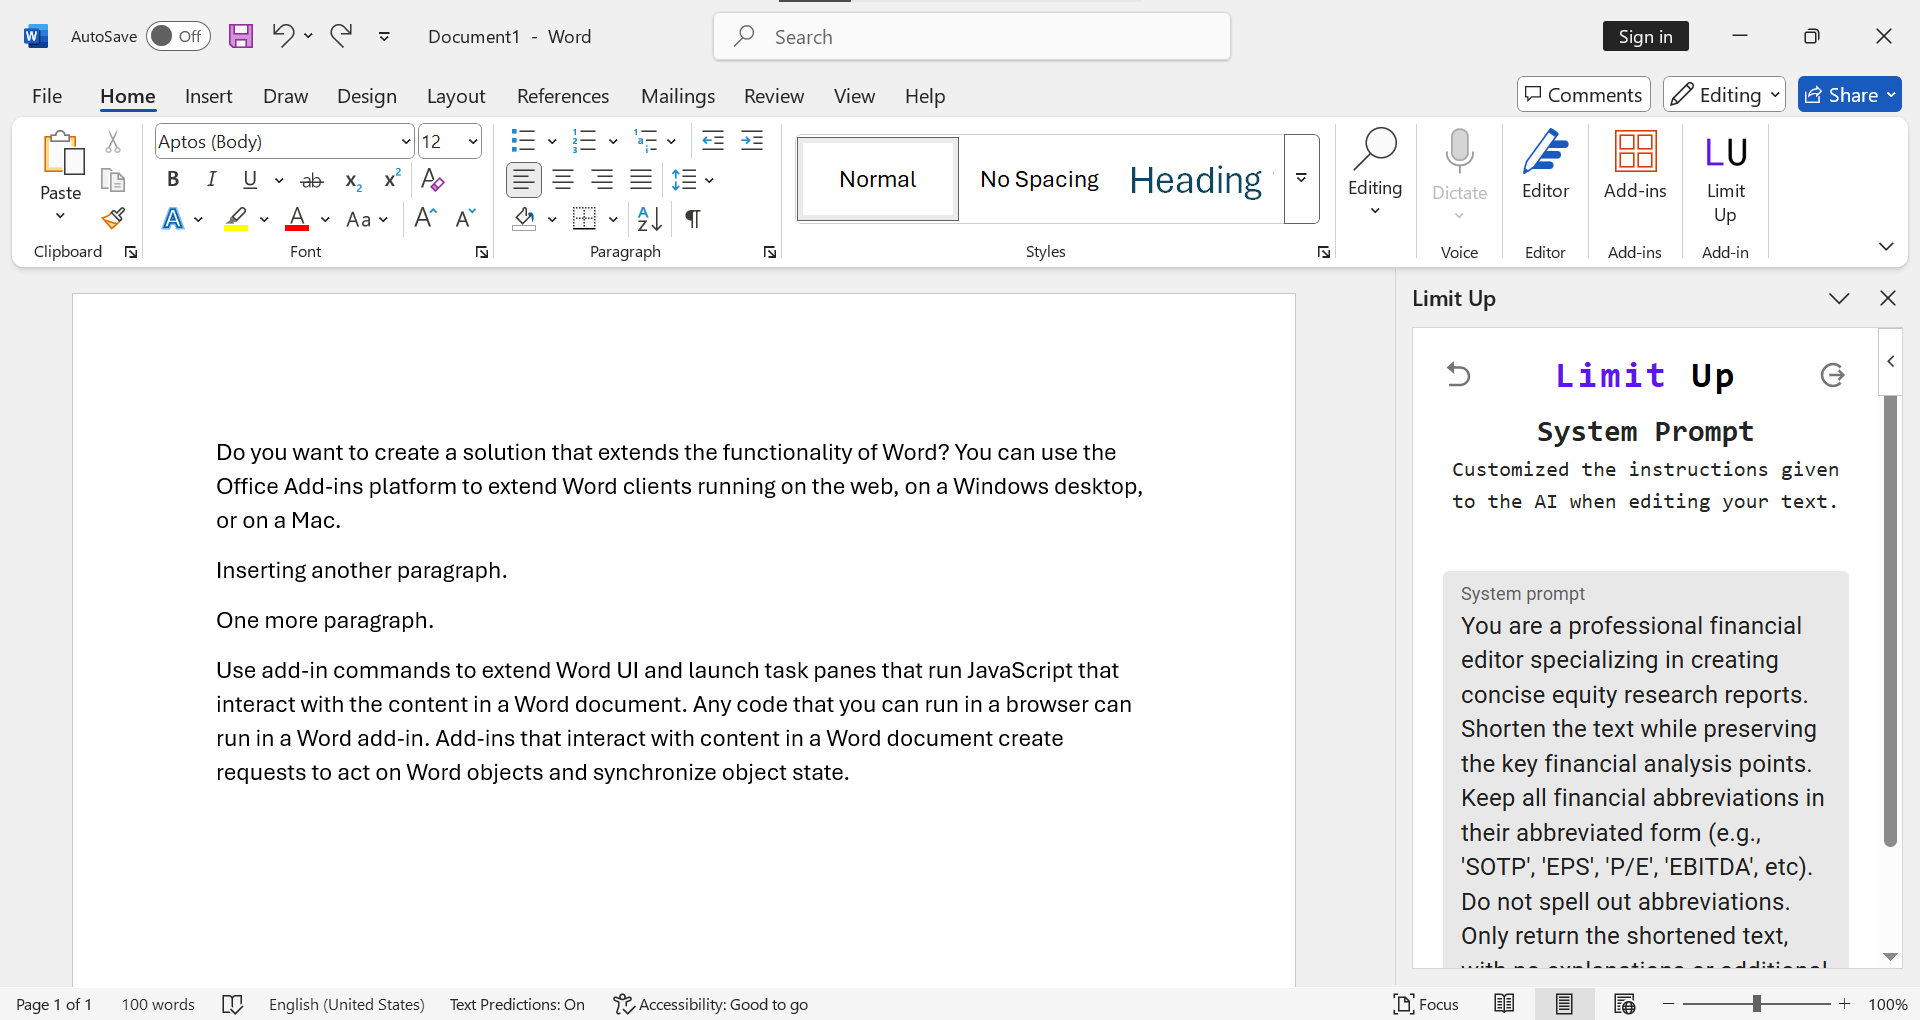 AutoSave Off Document1 - Word Search Sign in
File Home Insert Draw Design Layout References Mailings Review View Help Comments Editing Share
Paste
Clipboard
Aptos (Body) 12
B I U ab x2 x2 A
A A Aa A A
Font
Paragraph
Normal No Spacing Heading
Styles
Editing
Dictate
Voice
Editor
Editor
Add-ins
Add-ins
LU
Limit
Up
Add-in
Do you want to create a solution that extends the functionality of Word? You can use the
Office Add-ins platform to extend Word clients running on the web, on a Windows desktop,
or on a Mac.
Inserting another paragraph.
One more paragraph.
Use add-in commands to extend Word UI and launch task panes that run JavaScript that
interact with the content in a Word document. Any code that you can run in a browser can
run in a Word add-in. Add-ins that interact with content in a Word document create
requests to act on Word objects and synchronize object state.
Limit Up
Limit Up
System Prompt
Customized the instructions given
to the AI when editing your text.
System prompt
You are a professional financial
editor specializing in creating
concise equity research reports.
Shorten the text while preserving
the key financial analysis points.
Keep all financial abbreviations in
their abbreviated form (e.g.,
'SOTP', 'EPS', 'P/E', 'EBITDA', etc).
Do not spell out abbreviations.
Only return the shortened text,
with no explanations or additional
Page 1 of 1 100 words English (United States) Text Predictions: On Accessibility: Good to go Focus 100%